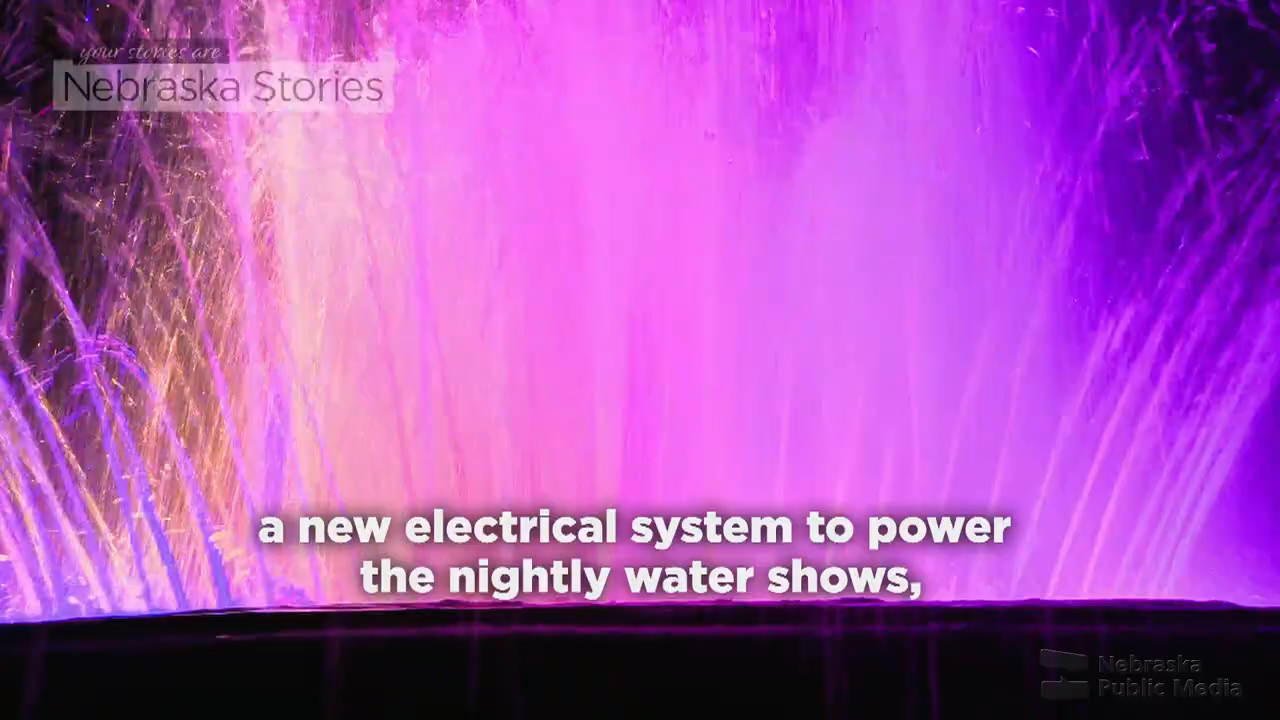 your stories are
Nebraska Stories
a new electrical system to power
the nightly water shows,
Nebraska
Public Media